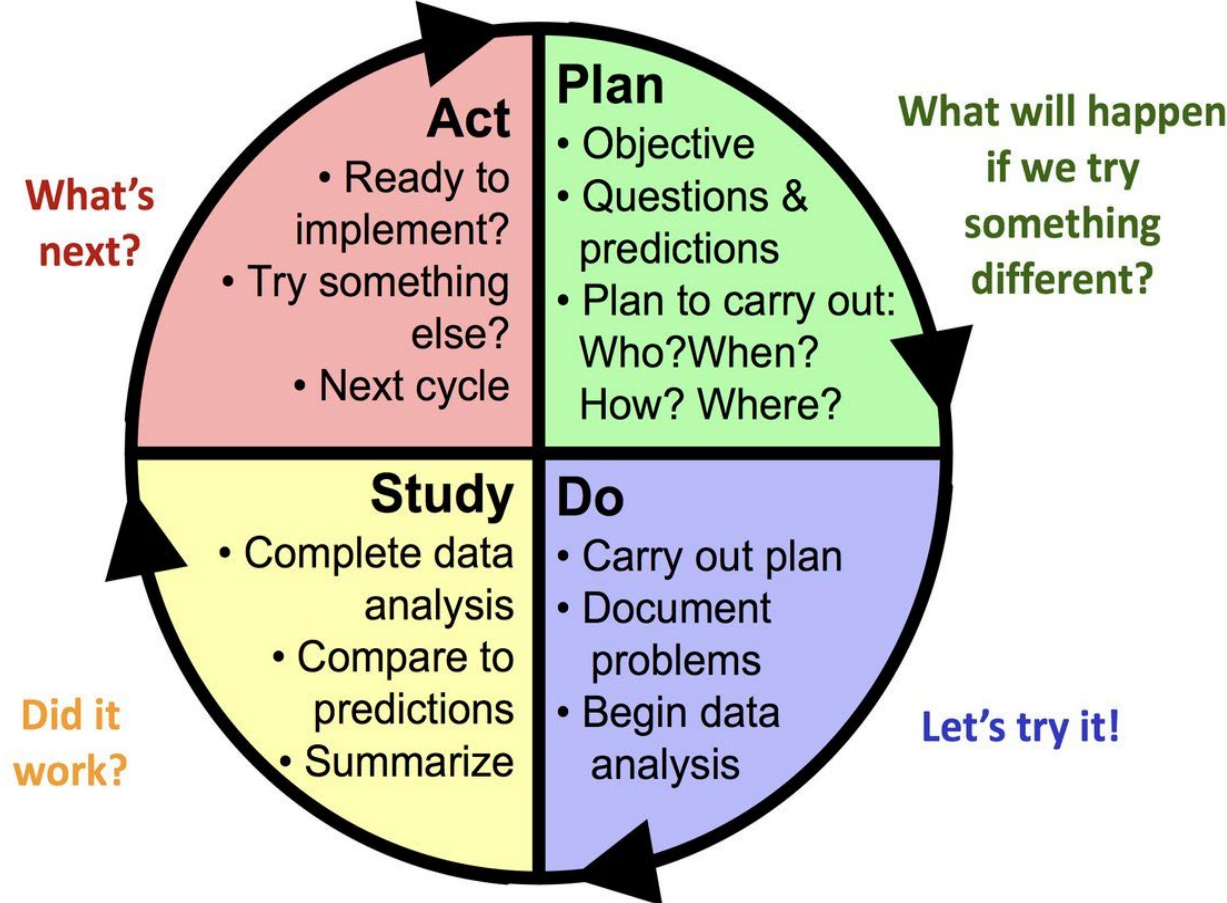 Act
• Ready to
implement?
• Try something
else?
• Next cycle
What's
next?
Plan
• Objective
• Questions &
predictions
• Plan to carry out:
Who?When?
How? Where?
What will happen
if we try
something
different?
Study
• Complete data
analysis
• Compare to
predictions
• Summarize
Did it
work?
Do
• Carry out plan
• Document
problems
• Begin data
analysis
Let's try it!